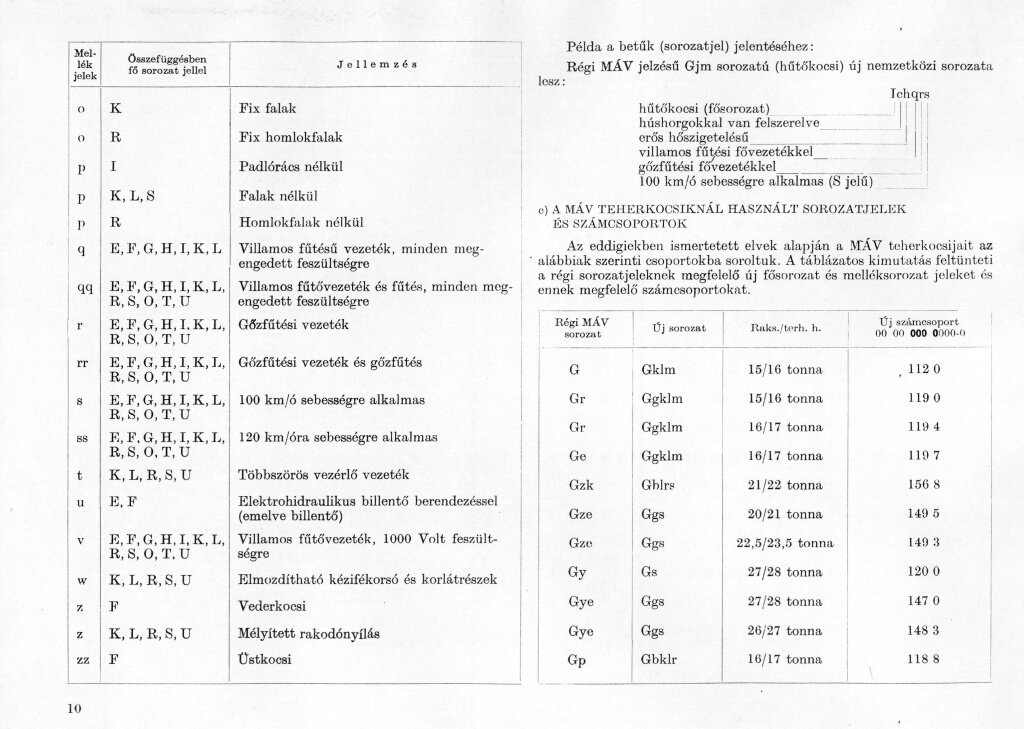 Mel-
lék
jelek
Összefüggésben
fő sorozat jellel
Jellemzés
o K Fix falak
o R Fix homlokfalak
p I Padlórács nélkül
p K, L, S Falak nélkül
p R Homlokfalak nélkül
q E, F, G, H, I, K, L Villamos fűtésű vezeték, minden meg-
engedett feszültségre
qq E, F, G, H, I, K, L, Villamos fűtővezeték és fűtés, minden meg-
R, S, O, T, U engedett feszültségre
r E, F, G, H, I, K, L, Gőzfűtési vezeték
R, S, O, T, U
rr E, F, G, H, I, K, L, Gőzfűtési vezeték és gőzfűtés
R, S, O, T, U
s E, F, G, H, I, K, L, 100 km/ó sebességre alkalmas
R, S, O, T, U
ss E, F, G, H, I, K, L, 120 km/óra sebességre alkalmas
R, S, O, T, U
t K, L, R, S, U Többszörös vezérlő vezeték
u E, F Elektrohidraulikus billentő berendezéssel
(emelve billentő)
v E, F, G, H, I, K, L, Villamos fűtővezeték, 1000 Volt feszült-
R, S, O, T, U ségre
w K, L, R, S, U Elmozdítható kézifékorsó és korlátrészek
z F Vederkocsi
z K, L, R, S, U Mélyített rakodónyílás
zz F Üstkocsi
10
Példa a betűk (sorozatjel) jelentéséhez:
Régi MÁV jelzésű Gjm sorozatú (hűtőkocsi) új nemzetközi sorozata
lesz:
Ichqrs
hűtőkocsi (fősorozat)
húshorgokkal van felszerelve
erős hőszigetelésű
villamos fűtési fővezetékkel
gőzfűtési fővezetékkel
100 km/ó sebességre alkalmas (S jelű)
c) A MÁV TEHERKOCSIKNÁL HASZNÁLT SOROZATJELEK
ÉS SZÁMCSOPORTOK
Az eddigiekben ismertetett elvek alapján a MÁV teherkocsijait az
alábbiak szerinti csoportokba soroltuk. A táblázatos kimutatás feltünteti
a régi sorozatjeleknek megfelelő új fősorozat és melléksorozat jeleket és
ennek megfelelő számcsoportokat.
Régi MÁV
sorozat
Új sorozat
Raks./terh. h.
Új számcsoport
00 00 000 0000-0
G Gklm 15/16 tonna 112 0
Gr Ggklm 15/16 tonna 119 0
Gr Ggklm 16/17 tonna 119 4
Ge Ggklm 16/17 tonna 119 7
Gzk Gblrs 21/22 tonna 156 8
Gze Ggs 20/21 tonna 149 5
Gze Ggs 22,5/23,5 tonna 149 3
Gy Gs 27/28 tonna 120 0
Gye Ggs 27/28 tonna 147 0
Gye Ggs 26/27 tonna 148 3
Gp Gbklr 16/17 tonna 118 8